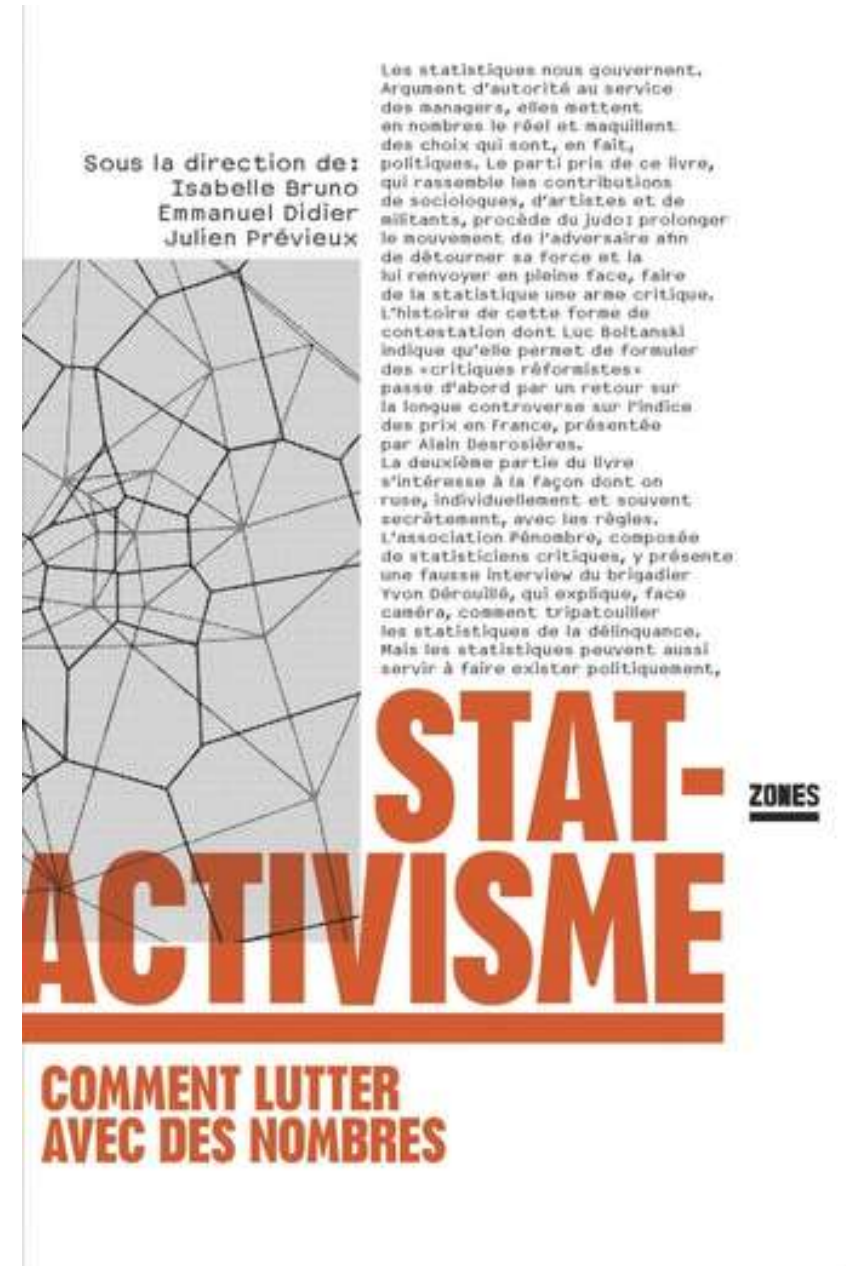 Sous la direction de:
Isabelle Bruno
Emmanuel Didier
Julien Prévieux
Les statistiques nous gouvernent.
Argument d'autorité au service
des managers, elles mettent
en nombres le réel et maquillent
des choix qui sont, en fait,
politiques. Le parti pris de ce livre,
qui rassemble les contributions
de sociologues, d'artistes et de
militants, procède du judo: prolonger
le mouvement de l'adversaire afin
de détourner sa force et la
lui renvoyer en pleine face, faire
de la statistique une arme critique.
L'histoire de cette forme de
contestation dont Luc Boltanski
indique qu'elle permet de formuler
des «critiques réformistes»
passe d'abord par un retour sur
la longue controverse sur l'indice
des prix en France, présentée
par Alain Desrosières.
La deuxième partie du livre
s'intéresse à la façon dont on
ruse, individuellement et souvent
secrètement, avec les règles.
L'association Pénombre, composée
de statisticiens critiques, y présente
une fausse interview du brigadier
Yvon Dérouillé, qui explique, face
caméra, comment tripatouiller
les statistiques de la délinquance.
Mais les statistiques peuvent aussi
servir à faire exister politiquement,
STAT-
ACTIVISME
ZONES
COMMENT LUTTER
AVEC DES NOMBRES